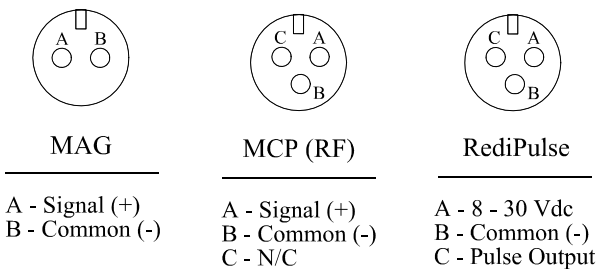 A B
MAG
A - Signal (+)
B - Common (-)
C A
B
MCP (RF)
A - Signal (+)
B - Common (-)
C - N/C
C A
B
RediPulse
A - 8 - 30 Vdc
B - Common (-)
C - Pulse Output